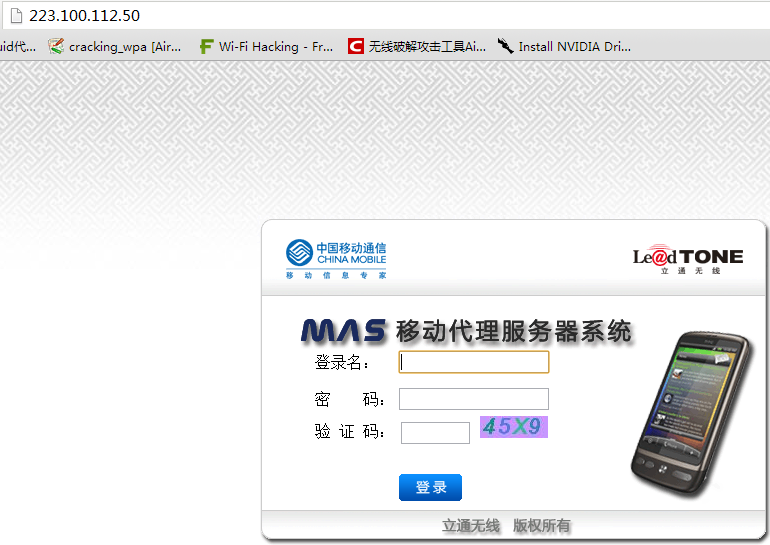 223.100.112.50
uid代... cracking_wpa [Air... Wi-Fi Hacking - Fr... 无线破解攻击工具Ai... Install NVIDIA Dri...
中国移动通信
CHINA MOBILE
移动信息专家
Le@dTONE
立通无线
MAS 移动代理服务器系统
登录名：
密 码：
验 证 码： 45X9
登 录
立通无线 版权所有